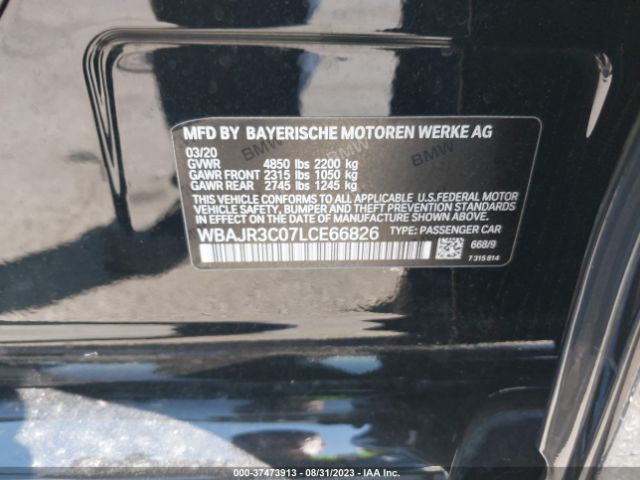 MFD BY BAYERISCHE MOTOREN WERKE AG
03/20
GVWR 4850 lbs 2200 kg
GAWR FRONT 2315 lbs 1050 kg
GAWR REAR 2745 lbs 1245 kg
THIS VEHICLE CONFORMS TO ALL APPLICABLE U.S.FEDERAL MOTOR
VEHICLE SAFETY, BUMPER AND THEFT PREVENTION STANDARDS
IN EFFECT ON THE DATE OF MANUFACTURE SHOWN ABOVE.
WBAJR3C07LCE66826 TYPE: PASSENGER CAR
668/9
7 315 814
BMW
BMW
BMW
000-37473913 - 08/31/2023 - IAA Inc.